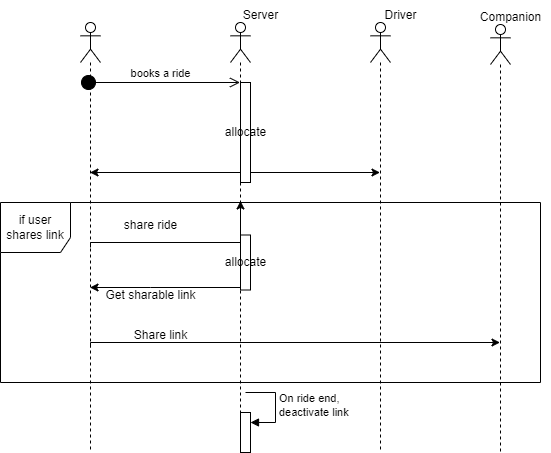 Server
Driver
Companion
books a ride
allocate
if user
shares link
share ride
allocate
Get sharable link
Share link
On ride end,
deactivate link